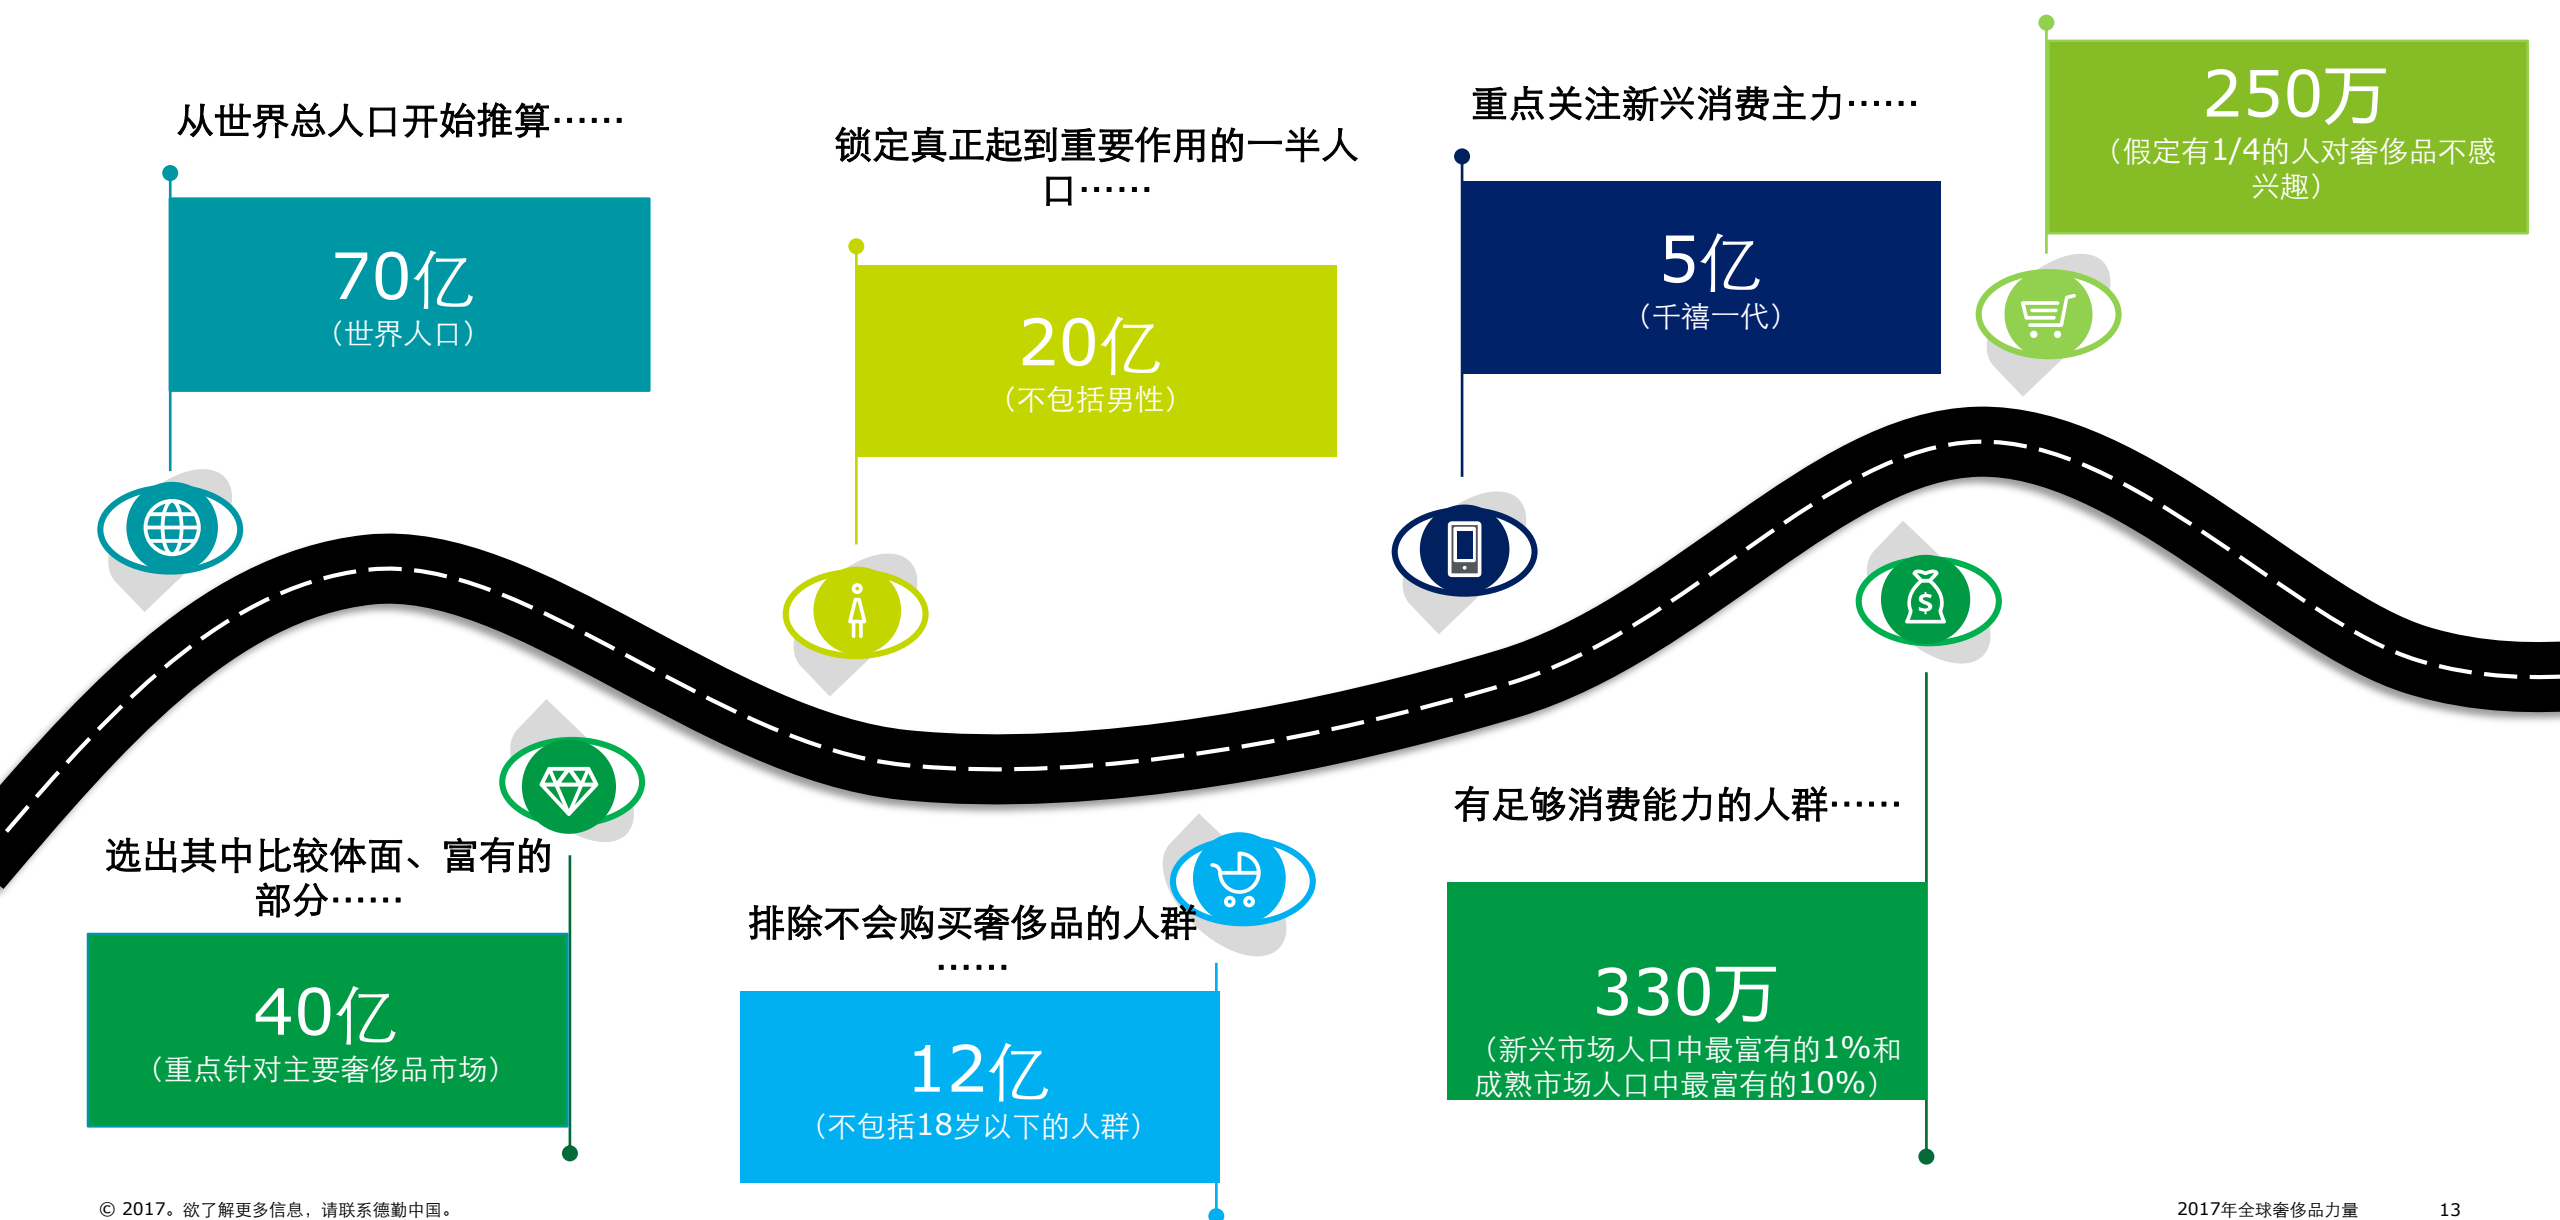 从世界总人口开始推算……
70亿
（世界人口）
选出其中比较体面、富有的
部分……
40亿
（重点针对主要奢侈品市场）
锁定真正起到重要作用的一半人
口……
20亿
（不包括男性）
排除不会购买奢侈品的人群
……
12亿
（不包括18岁以下的人群）
重点关注新兴消费主力……
5亿
（千禧一代）
有足够消费能力的人群……
330万
（新兴市场人口中最富有的1%和
成熟市场人口中最富有的10%）
250万
（假定有1/4的人对奢侈品不感
兴趣）
$
© 2017。欲了解更多信息，请联系德勤中国。
2017年全球奢侈品力量
13